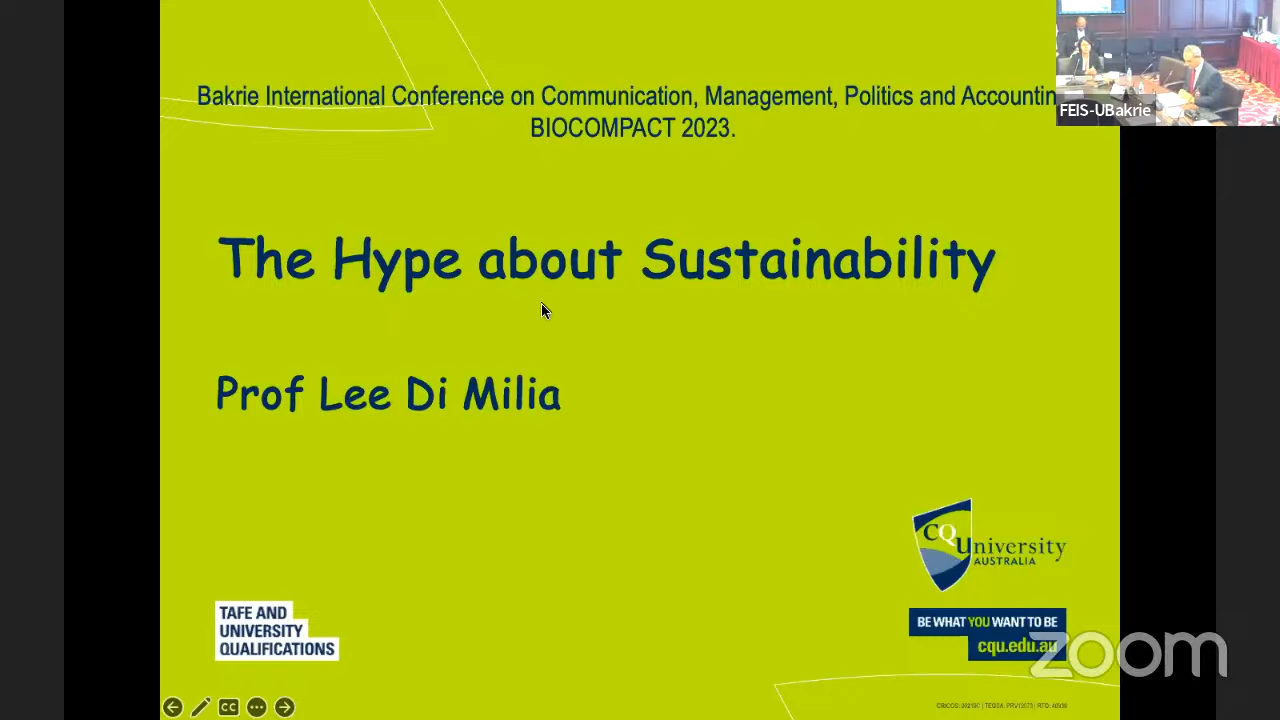 Bakrie International Conference on Communication, Management, Politics and Accountin
BIOCOMPACT 2023.
FEIS-UBakrie
The Hype about Sustainability
Prof Lee Di Milia
CQUniversity
AUSTRALIA
TAFE AND
UNIVERSITY
QUALIFICATIONS
BE WHAT YOU WANT TO BE
cqu.edu.au
zoom
CC